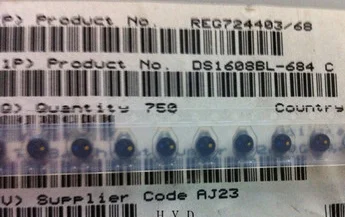 P) Product No. REG724403/68
1P) Product No. DS1608BL-684 C
Q) Quantity 750 Country
V) Supplier Code AJ23
H Y D